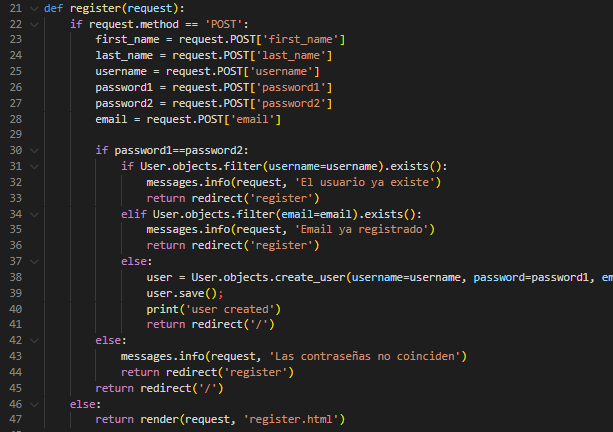 21 def register(request):
22 if request.method == 'POST':
23 first_name = request.POST['first_name']
24 last_name = request.POST['last_name']
25 username = request.POST['username']
26 password1 = request.POST['password1']
27 password2 = request.POST['password2']
28 email = request.POST['email']
29
30 if password1==password2:
31 if User.objects.filter(username=username).exists():
32 messages.info(request, 'El usuario ya existe')
33 return redirect('register')
34 elif User.objects.filter(email=email).exists():
35 messages.info(request, 'Email ya registrado')
36 return redirect('register')
37 else:
38 user = User.objects.create_user(username=username, password=password1, em
39 user.save();
40 print('user created')
41 return redirect('/')
42 else:
43 messages.info(request, 'Las contraseñas no coinciden')
44 return redirect('register')
45 return redirect('/')
46 else:
47 return render(request, 'register.html')